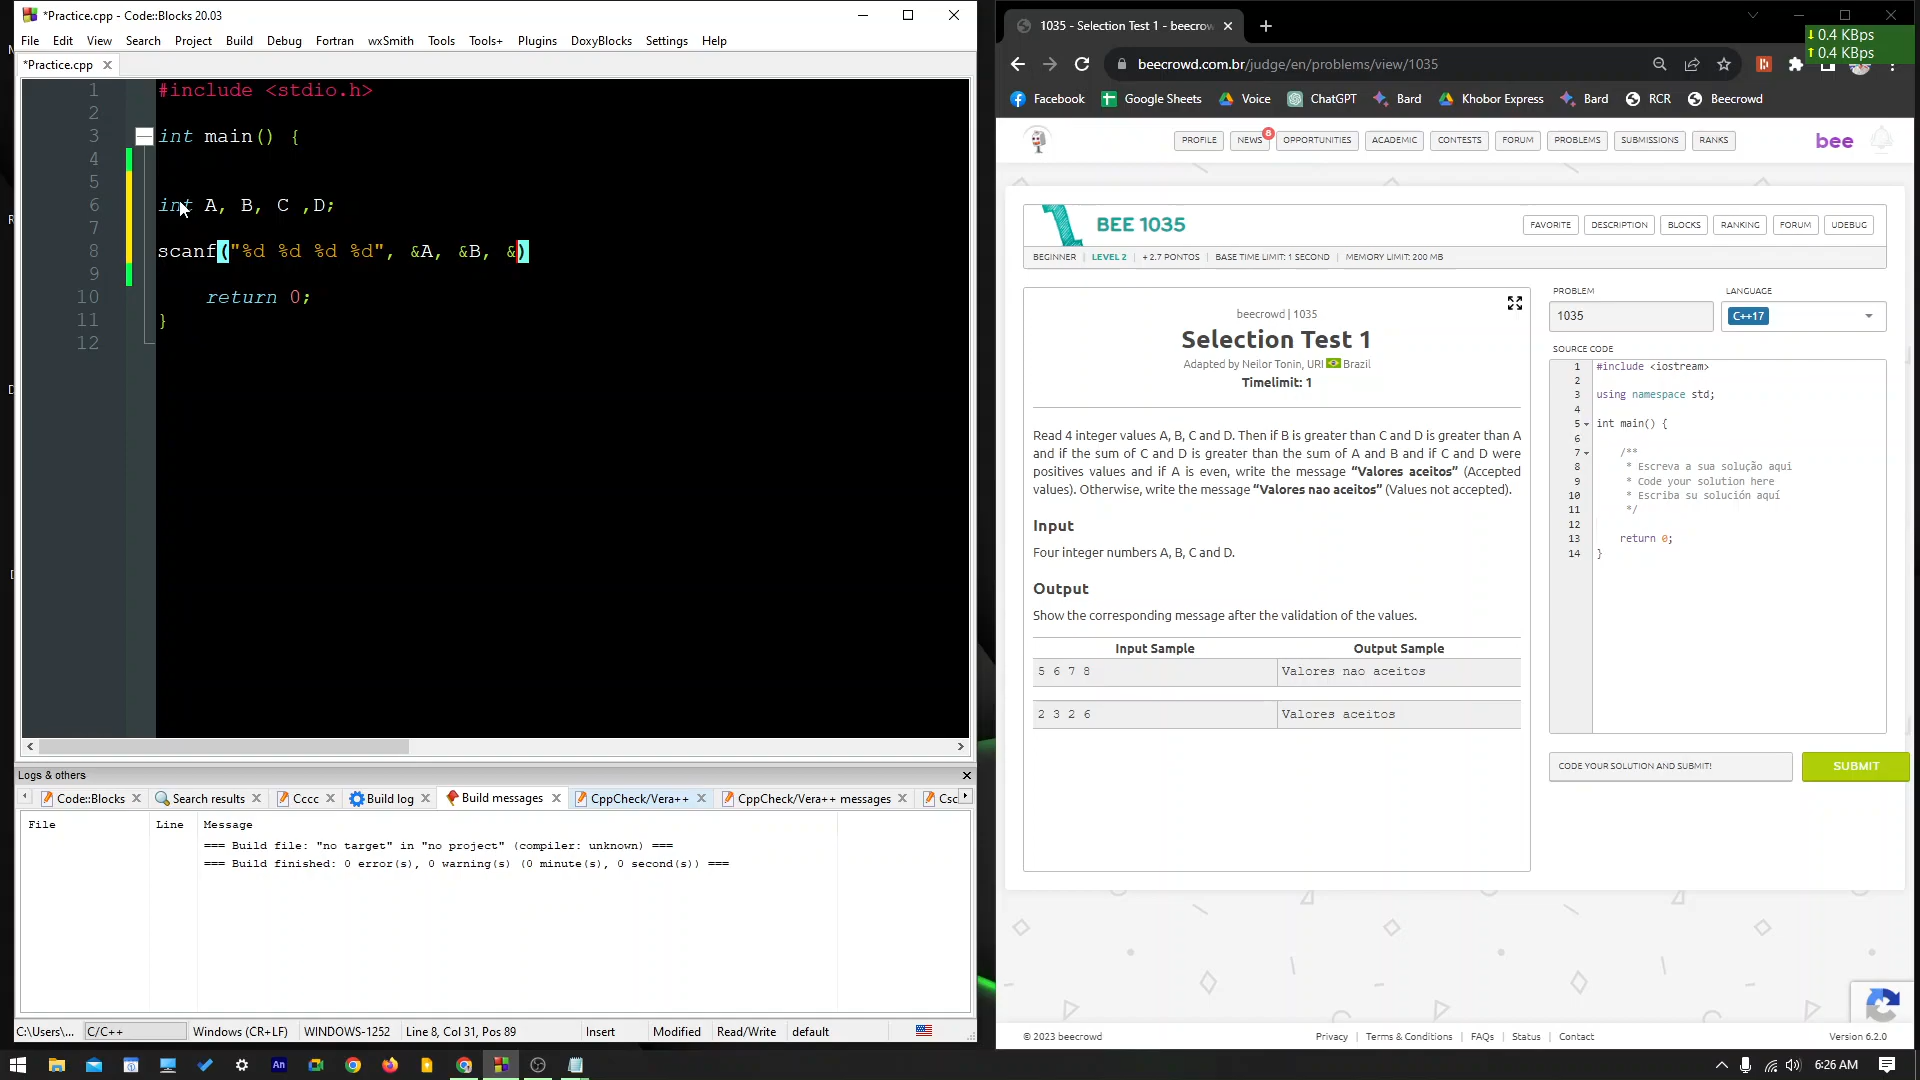 *Practice.cpp - Code::Blocks 20.03
File Edit View Search Project Build Debug Fortran wxSmith Tools Tools+ Plugins DoxyBlocks Settings Help
*Practice.cpp
1 #include <stdio.h>
2
3 int main() {
4
5
6 int A, B, C ,D;
7
8 scanf("%d %d %d %d", &A, &B, &)
9
10 return 0;
11 }
12
Logs & others
Code::Blocks Search results Cccc Build log Build messages CppCheck/Vera++ CppCheck/Vera++ messages Csc
File Line Message
=== Build file: "no target" in "no project" (compiler: unknown) ===
=== Build finished: 0 error(s), 0 warning(s) (0 minute(s), 0 second(s)) ===
C:\Users\... C/C++ Windows (CR+LF) WINDOWS-1252 Line 8, Col 31, Pos 89 Insert Modified Read/Write default
1035 - Selection Test 1 - beecrow
0.4 KBps
0.4 KBps
beecrowd.com.br/judge/en/problems/view/1035
Facebook Google Sheets Voice ChatGPT Bard Khobor Express Bard RCR Beecrowd
PROFILE NEWS 8 OPPORTUNITIES ACADEMIC CONTESTS FORUM PROBLEMS SUBMISSIONS RANKS bee
BEE 1035
FAVORITE DESCRIPTION BLOCKS RANKING FORUM UDEBUG
BEGINNER LEVEL 2 + 2.7 PONTOS BASE TIME LIMIT: 1 SECOND MEMORY LIMIT: 200 MB
beecrowd | 1035
Selection Test 1
Adapted by Neilor Tonin, URI Brazil
Timelimit: 1
Read 4 integer values A, B, C and D. Then if B is greater than C and D is greater than A
and if the sum of C and D is greater than the sum of A and B and if C and D were
positives values and if A is even, write the message “Valores aceitos” (Accepted
values). Otherwise, write the message “Valores nao aceitos” (Values not accepted).
Input
Four integer numbers A, B, C and D.
Output
Show the corresponding message after the validation of the values.
Input Sample Output Sample
5 6 7 8 Valores nao aceitos
2 3 2 6 Valores aceitos
PROBLEM LANGUAGE
1035 C++17
SOURCE CODE
1 #include <iostream>
2
3 using namespace std;
4
5 int main() {
6
7 /**
8 * Escreva a sua solução aqui
9 * Code your solution here
10 * Escriba su solución aquí
11 */
12
13 return 0;
14 }
CODE YOUR SOLUTION AND SUBMIT! SUBMIT
© 2023 beecrowd Privacy | Terms & Conditions | FAQs | Status | Contact Version 6.2.0
An 6:26 AM